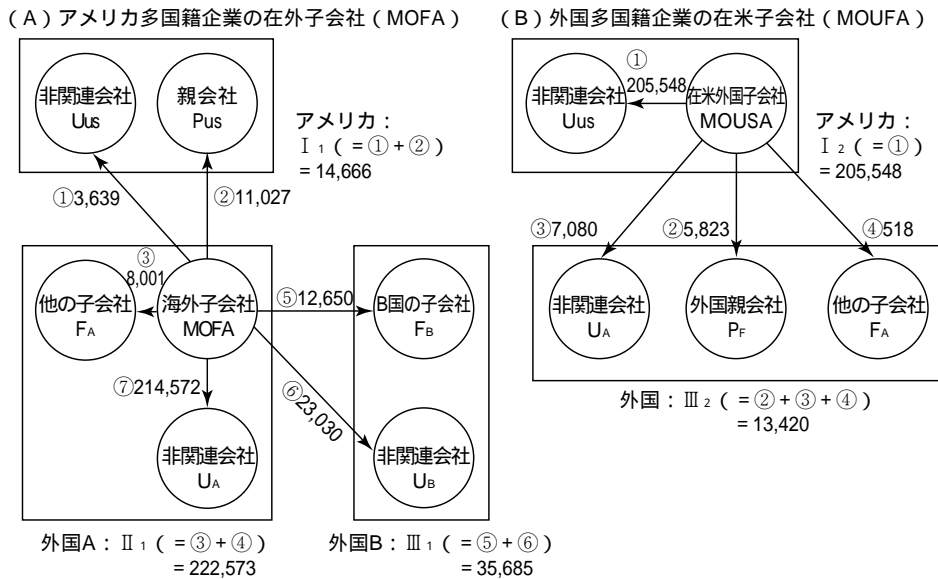 (A)アメリカ多国籍企業の在外子会社(MOFA)
非関連会社
Uus
親会社
Pus
アメリカ:
Ⅰ1(=①+②)
=14,666
①3,639
②11,027
③
8,001
他の子会社
FA
海外子会社
MOFA
⑤12,650
B国の子会社
FB
⑦214,572
⑥23,030
非関連会社
UA
非関連会社
UB
外国A:Ⅱ1(=③+④)
=222,573
外国B:Ⅲ1(=⑤+⑥)
=35,685
(B)外国多国籍企業の在米子会社(MOUFA)
①
205,548
非関連会社
Uus
在米外国子会社
MOUSA
アメリカ:
Ⅰ2(=①)
=205,548
③7,080
②5,823
④518
非関連会社
UA
外国親会社
PF
他の子会社
FA
外国:Ⅲ2(=②+③+④)
=13,420